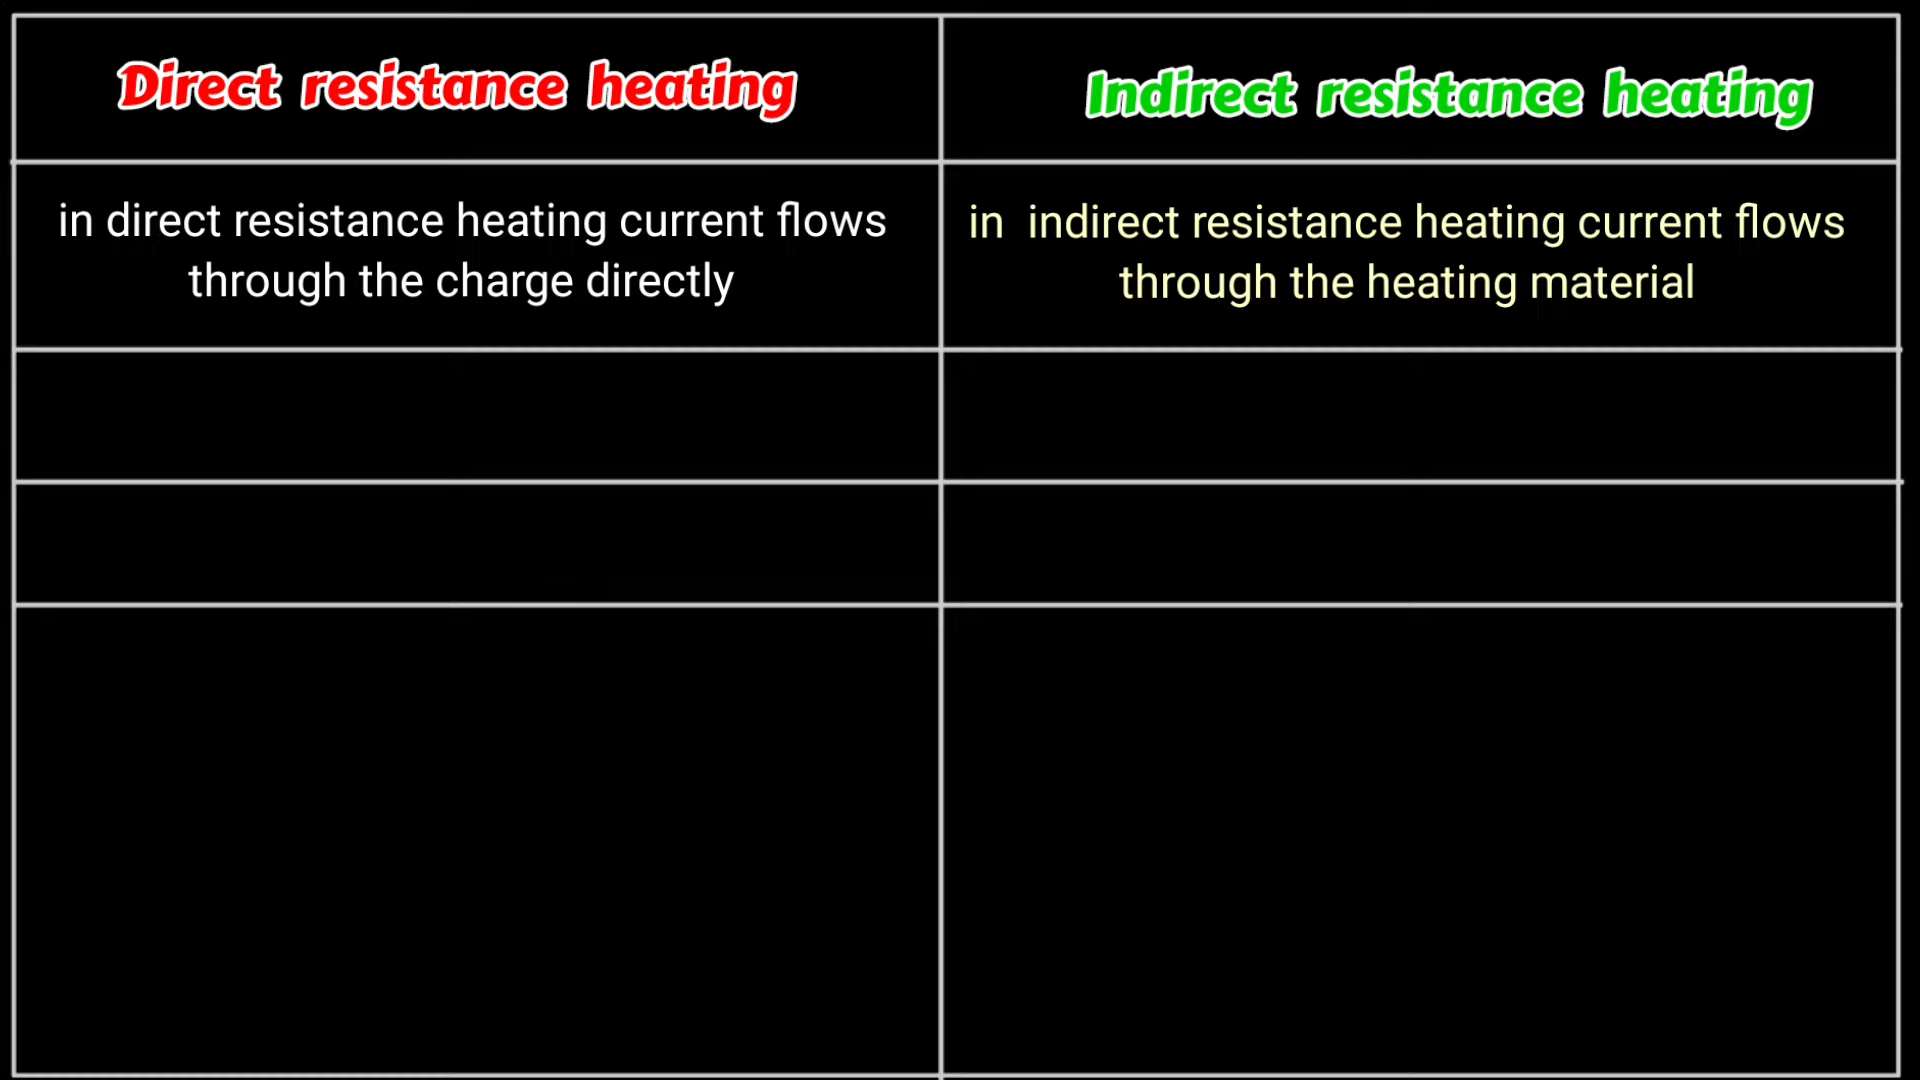 Direct resistance heating
Indirect resistance heating
in direct resistance heating current flows
through the charge directly
in indirect resistance heating current flows
through the heating material